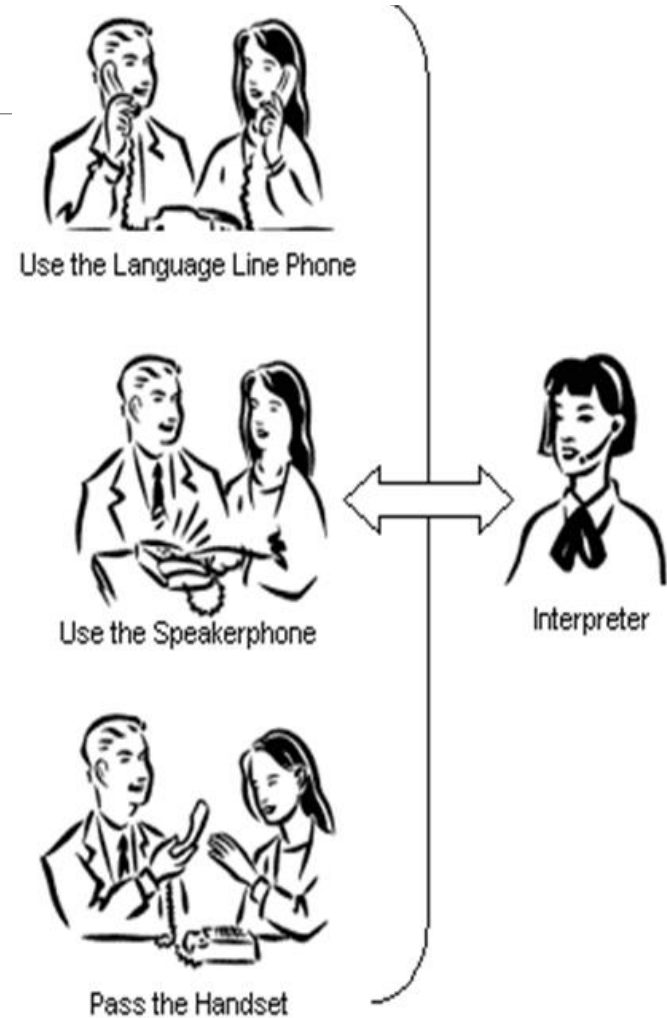 Use the Language Line Phone
Use the Speakerphone
Interpreter
Pass the Handset